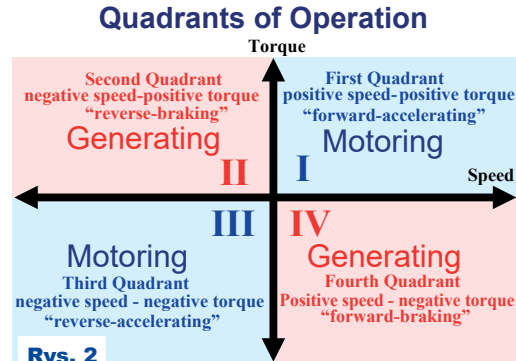 Quadrants of Operation
Torque
Second Quadrant
negative speed-positive torque
“reverse-braking”
Generating
II
First Quadrant
positive speed-positive torque
“forward-accelerating”
Motoring
I
Speed
III
Motoring
Third Quadrant
negative speed - negative torque
“reverse-accelerating”
IV
Generating
Fourth Quadrant
Positive speed - negative torque
“forward-braking”
Rys. 2